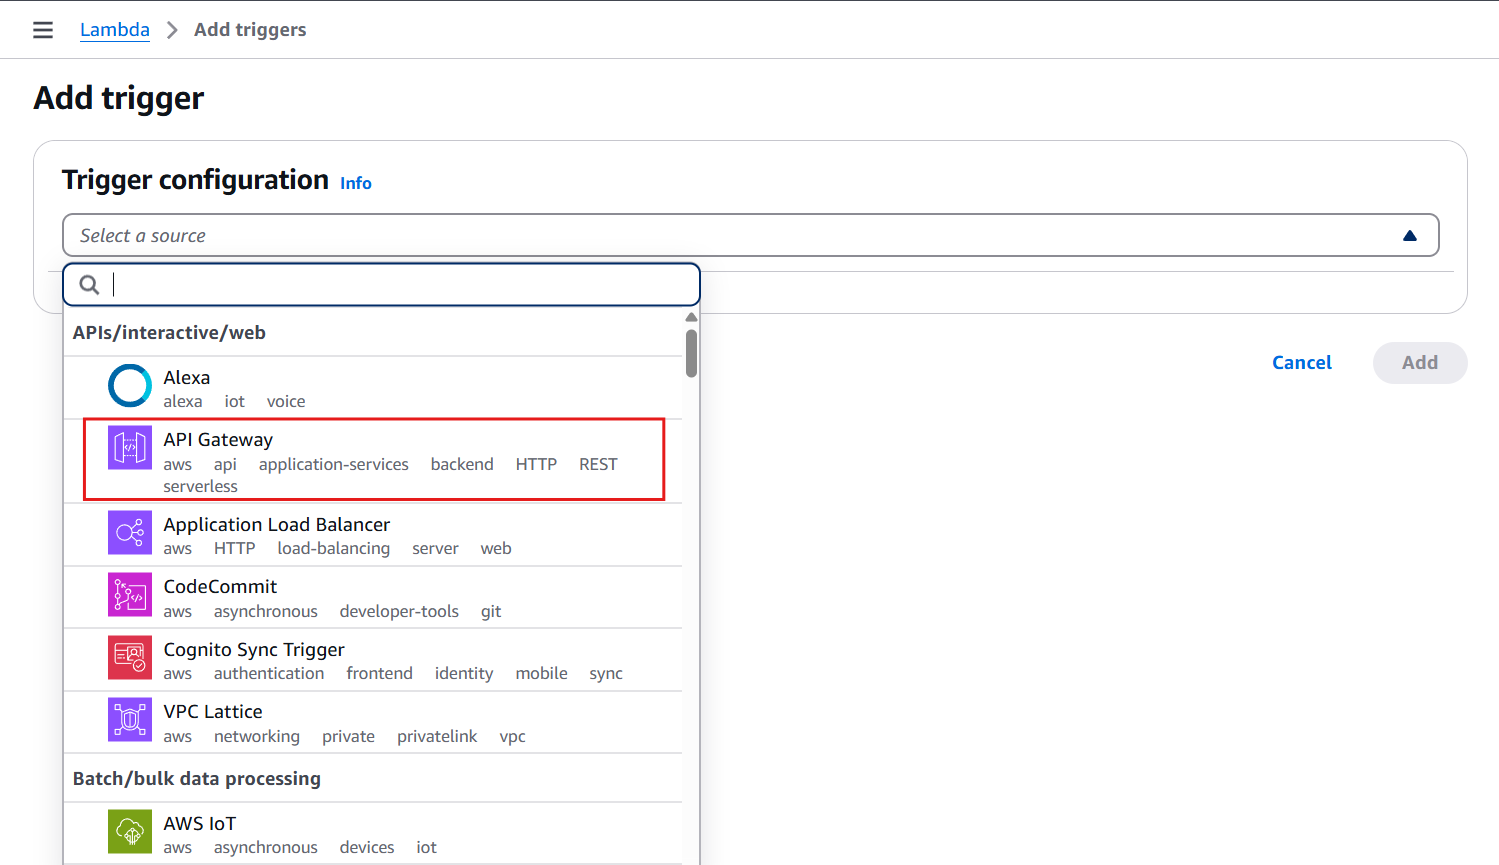 Lambda > Add triggers
Add trigger
Trigger configuration Info
Select a source
APIs/interactive/web
Alexa
alexa iot voice
API Gateway
aws api application-services backend HTTP REST
serverless
Application Load Balancer
aws HTTP load-balancing server web
Cancel Add
CodeCommit
aws asynchronous developer-tools git
Cognito Sync Trigger
aws authentication frontend identity mobile sync
VPC Lattice
aws networking private privatelink vpc
Batch/bulk data processing
AWS IoT
aws asynchronous devices iot